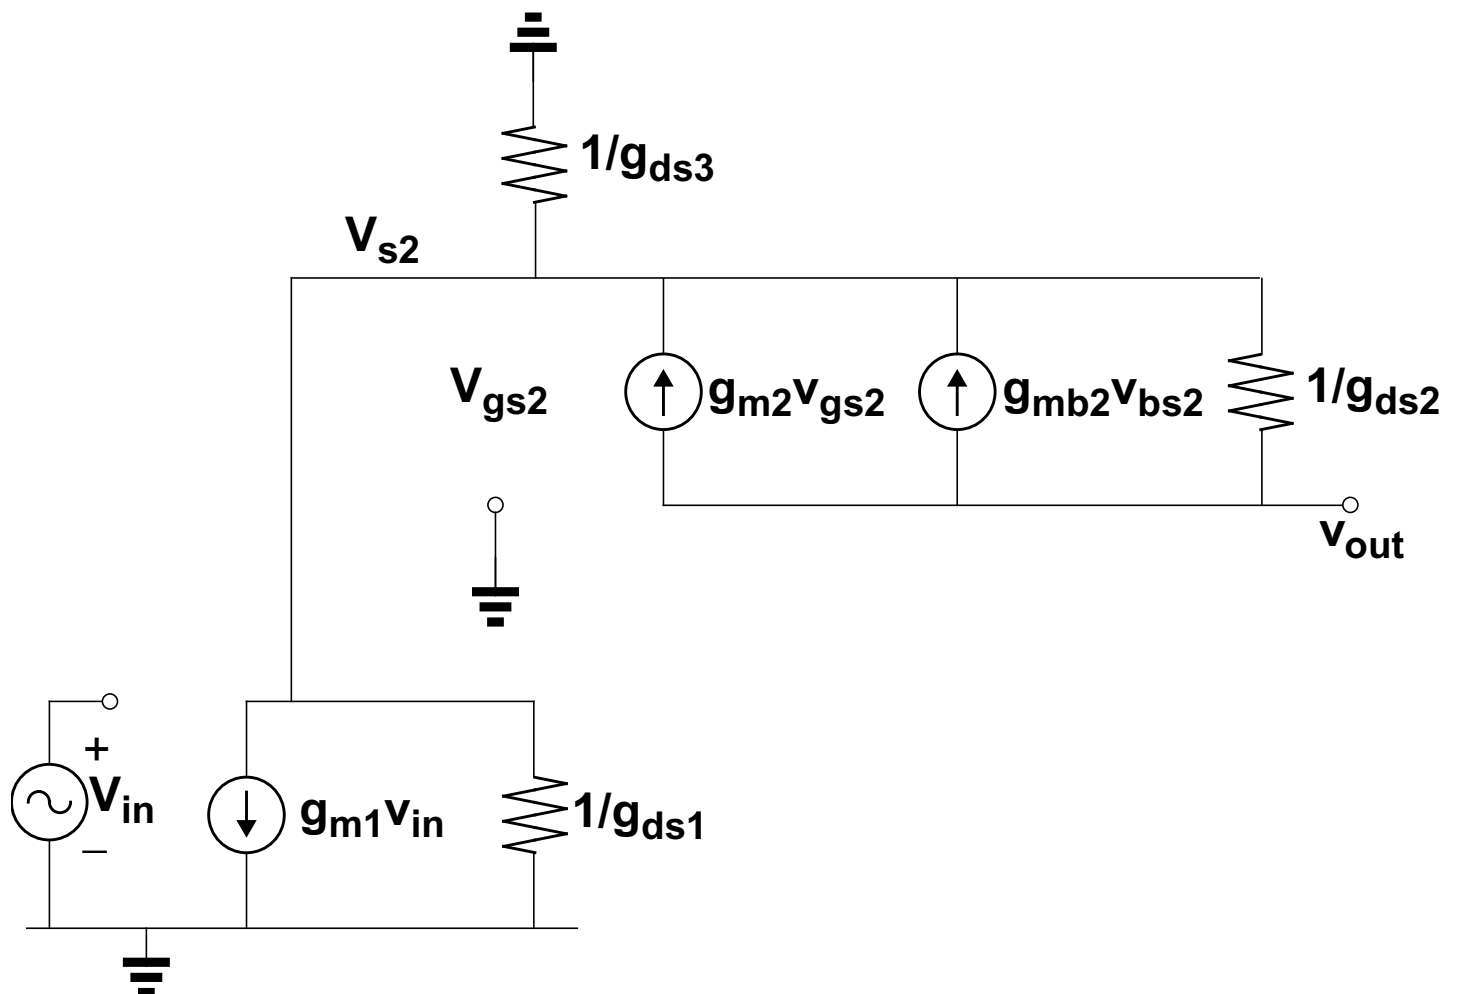 1/gds3
Vs2
Vgs2
gm2vgs2
gmb2vbs2
1/gds2
vout
+
Vin
–
gm1vin
1/gds1